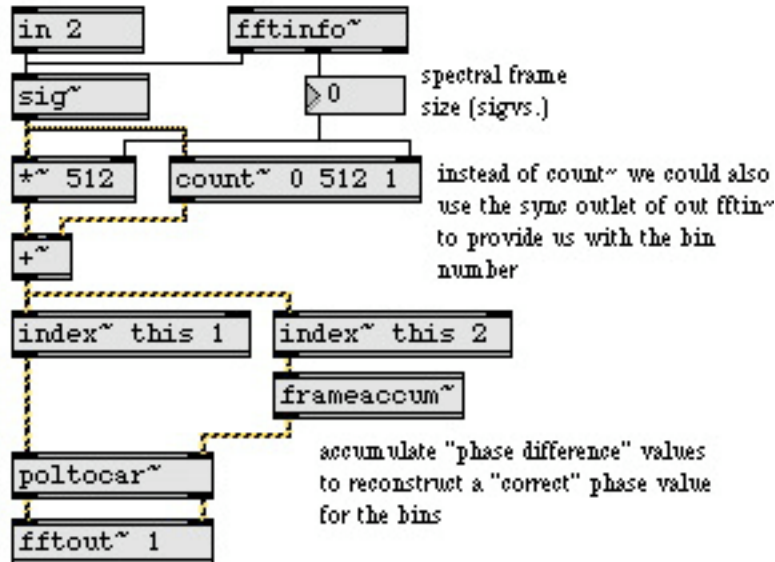 in 2
fftinfo~
sig~
0
spectral frame
size (sigvs.)
*~ 512
count~ 0 512 1
instead of count~ we could also
use the sync outlet of out fftin~
to provide us with the bin
number
+~
index~ this 1
index~ this 2
frameaccum~
accumulate "phase difference" values
to reconstruct a "correct" phase value
for the bins
poltocar~
fftout~ 1